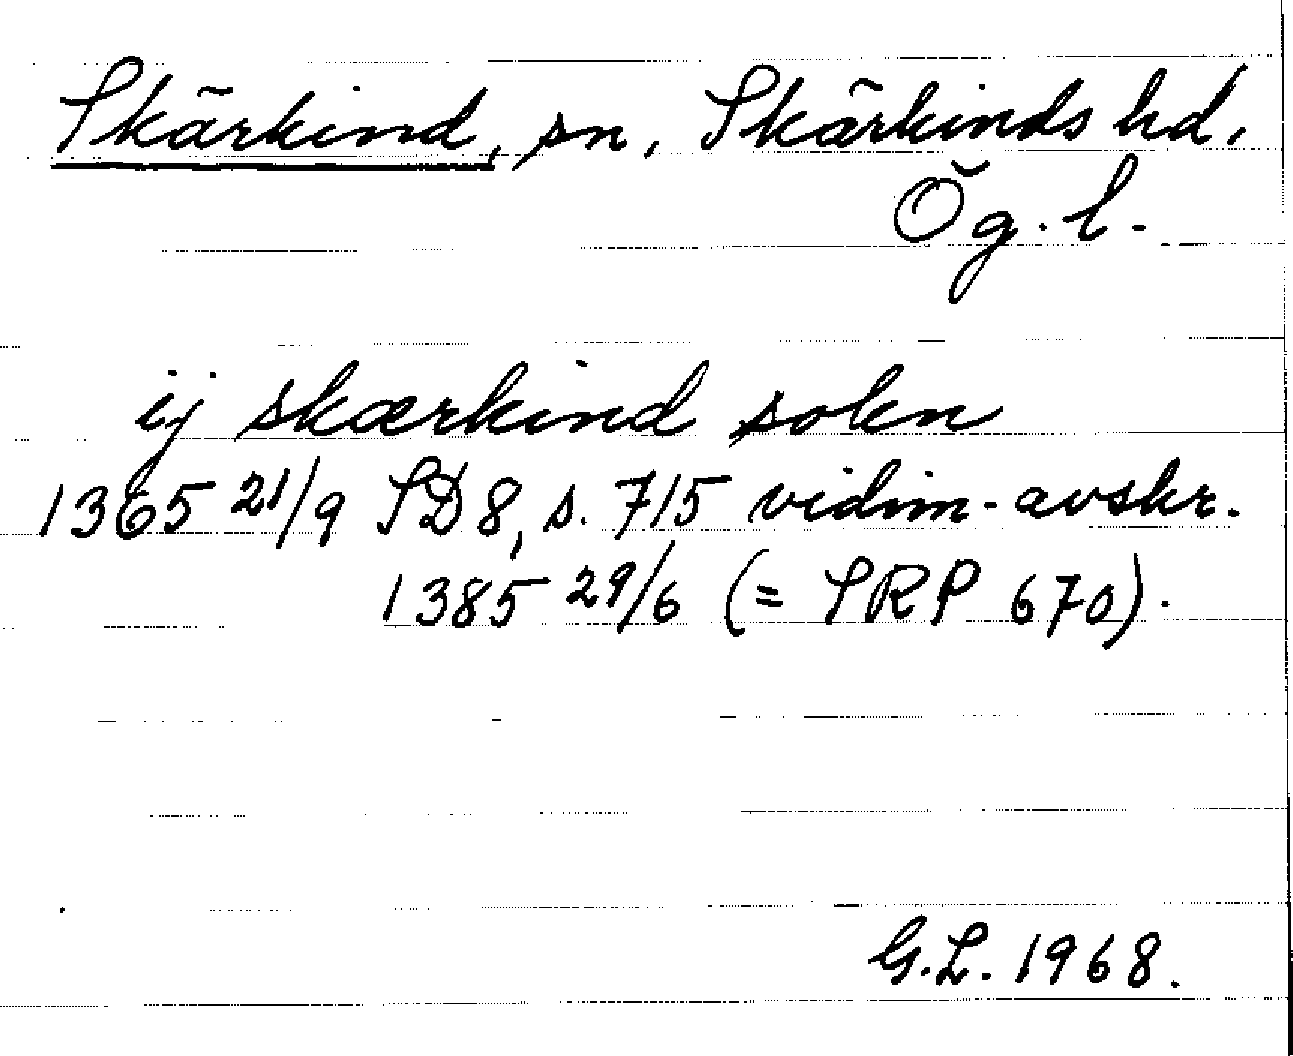 Skärkind, sn, Skärkinds hd,
Ög. l.
ij skærkind sokn
1365 21/9 SD 8, s. 715 vidim-avskr.
1385 29/6 (= SRP 670).
G.L. 1968.